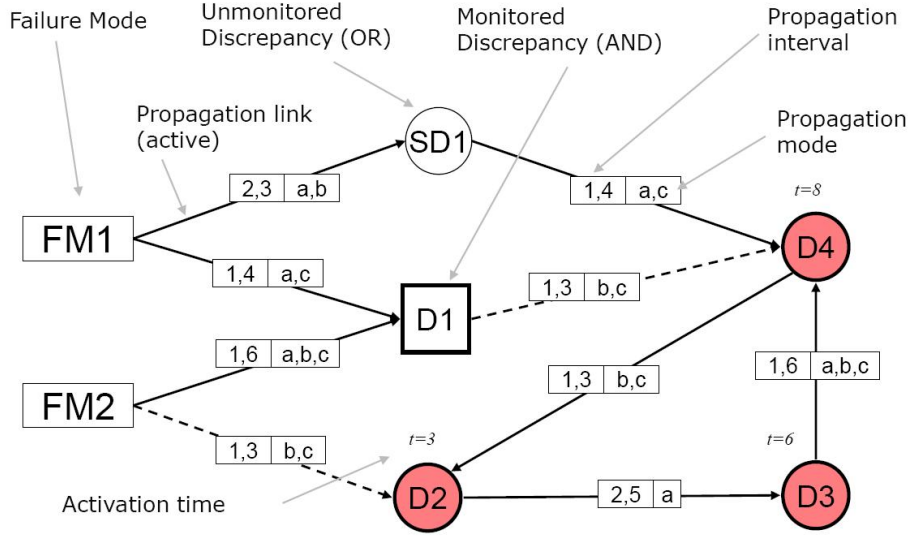 Failure Mode
Unmonitored
Discrepancy (OR)
Monitored
Discrepancy (AND)
Propagation
interval
Propagation link
(active)
Propagation
mode
SD1
2,3 a,b
1,4 a,c
t=8
FM1
D4
1,4 a,c
1,3 b,c
D1
1,6 a,b,c
1,3 b,c
1,6 a,b,c
FM2
1,3 b,c
t=3
t=6
Activation time
D2
2,5 a
D3